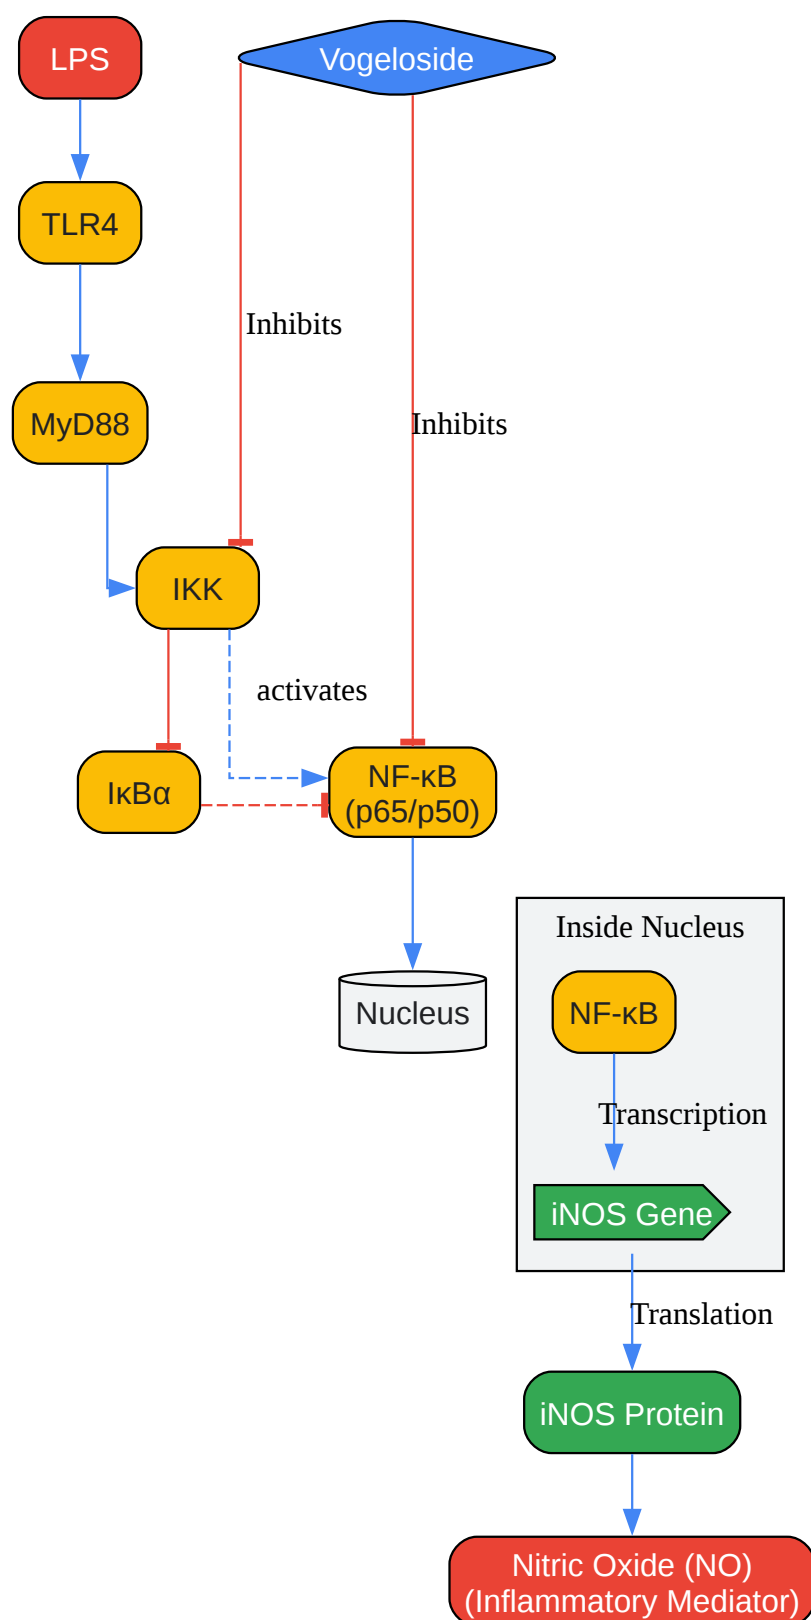 LPS
Vogeloside
TLR4
Inhibits
MyD88
Inhibits
IKK
activates
IκBα
NF-κB
(p65/p50)
Nucleus
Inside Nucleus
NF-κB
Transcription
iNOS Gene
Translation
iNOS Protein
Nitric Oxide (NO)
(Inflammatory Mediator)